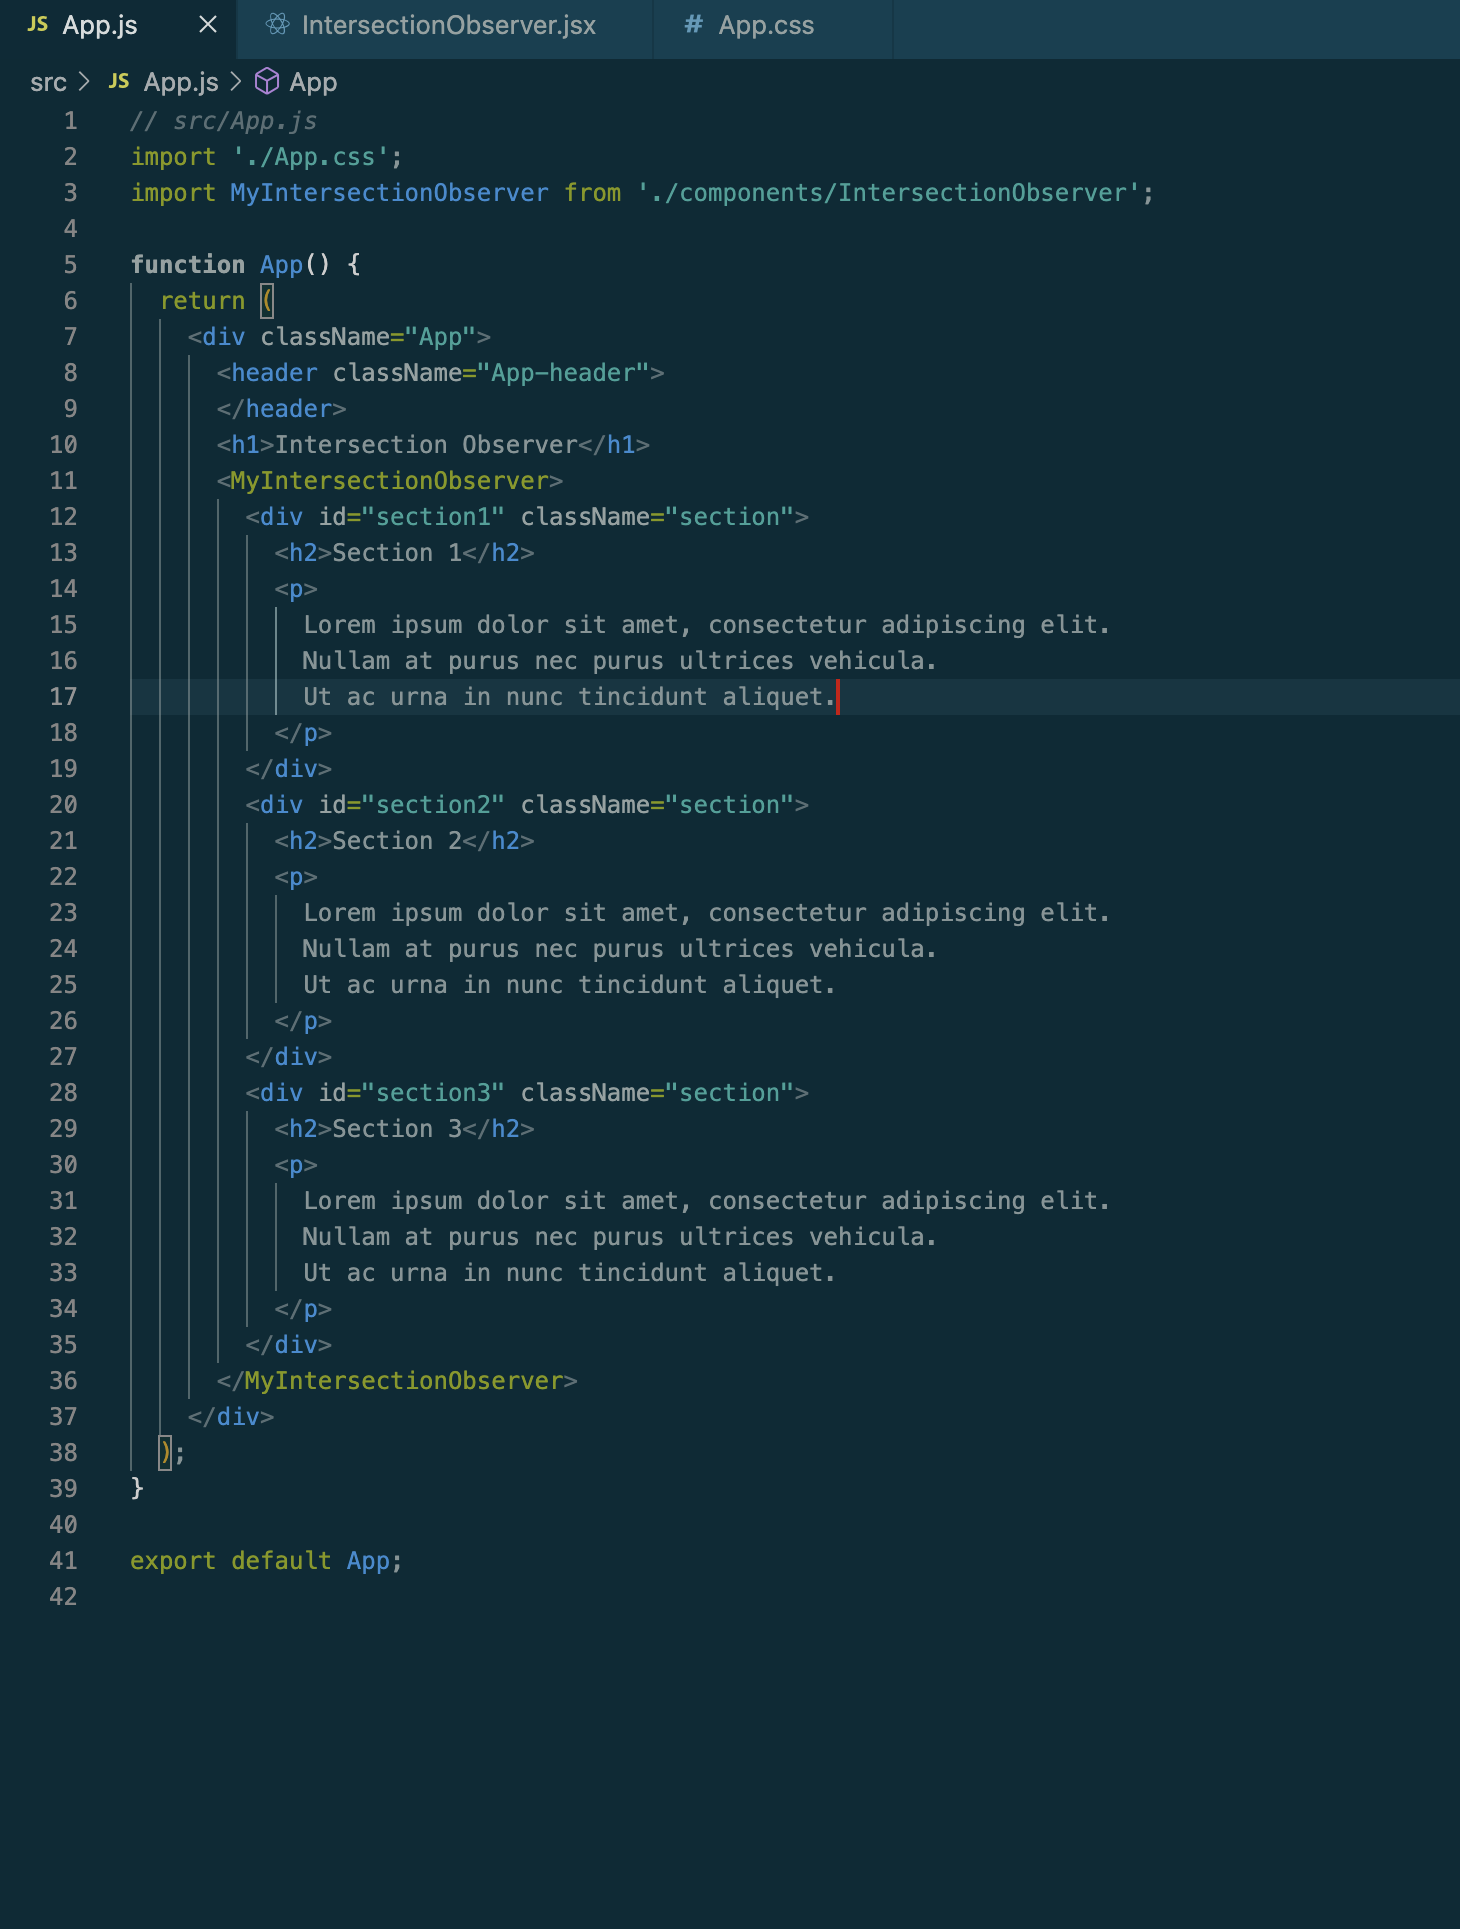 JS App.js × IntersectionObserver.jsx # App.css
src > JS App.js > App
1 // src/App.js
2 import './App.css';
3 import MyIntersectionObserver from './components/IntersectionObserver';
4
5 function App() {
6   return (
7     <div className="App">
8       <header className="App-header">
9       </header>
10       <h1>Intersection Observer</h1>
11       <MyIntersectionObserver>
12         <div id="section1" className="section">
13           <h2>Section 1</h2>
14           <p>
15             Lorem ipsum dolor sit amet, consectetur adipiscing elit.
16             Nullam at purus nec purus ultrices vehicula.
17             Ut ac urna in nunc tincidunt aliquet.
18           </p>
19         </div>
20         <div id="section2" className="section">
21           <h2>Section 2</h2>
22           <p>
23             Lorem ipsum dolor sit amet, consectetur adipiscing elit.
24             Nullam at purus nec purus ultrices vehicula.
25             Ut ac urna in nunc tincidunt aliquet.
26           </p>
27         </div>
28         <div id="section3" className="section">
29           <h2>Section 3</h2>
30           <p>
31             Lorem ipsum dolor sit amet, consectetur adipiscing elit.
32             Nullam at purus nec purus ultrices vehicula.
33             Ut ac urna in nunc tincidunt aliquet.
34           </p>
35         </div>
36       </MyIntersectionObserver>
37     </div>
38   );
39 }
40
41 export default App;
42